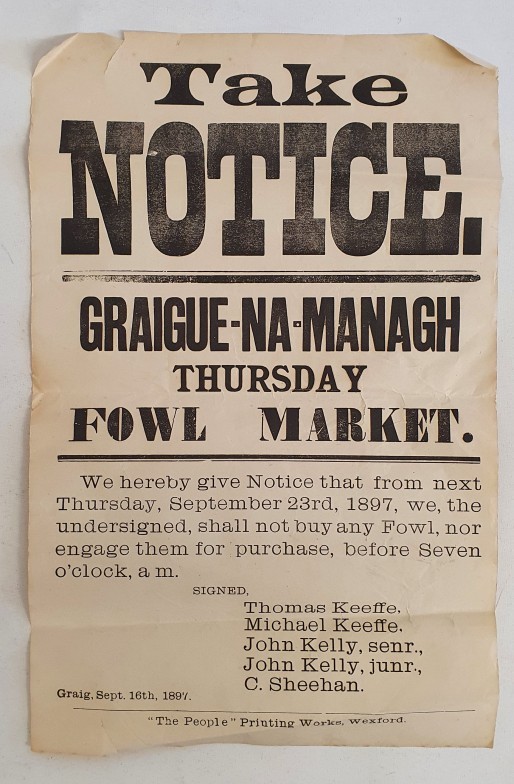 Take
NOTICE.
GRAIGUE-NA-MANAGH
THURSDAY
FOWL MARKET.
We hereby give Notice that from next
Thursday, September 23rd, 1897, we, the
undersigned, shall not buy any Fowl, nor
engage them for purchase, before Seven
o'clock, a m.
SIGNED,
Thomas Keeffe.
Michael Keeffe.
John Kelly, senr.,
John Kelly, junr.,
C. Sheehan.
Graig, Sept. 16th, 1897.
"The People" Printing Works, Wexford.